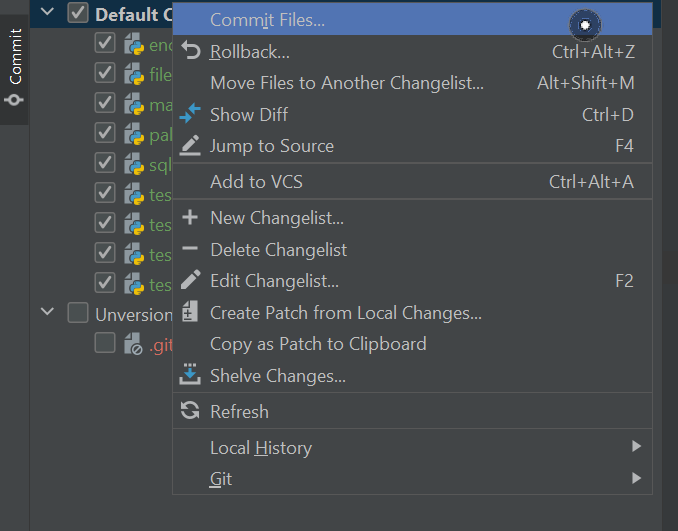 Commit
Default C
Commit Files...
enc
Rollback...
Ctrl+Alt+Z
file
Move Files to Another Changelist...
Alt+Shift+M
ma
Show Diff
Ctrl+D
pal
Jump to Source
F4
sql
Add to VCS
Ctrl+Alt+A
tes
New Changelist...
tes
Delete Changelist
tes
Edit Changelist...
F2
tes
Create Patch from Local Changes...
Unversion
Copy as Patch to Clipboard
.git
Shelve Changes...
Refresh
Local History
Git